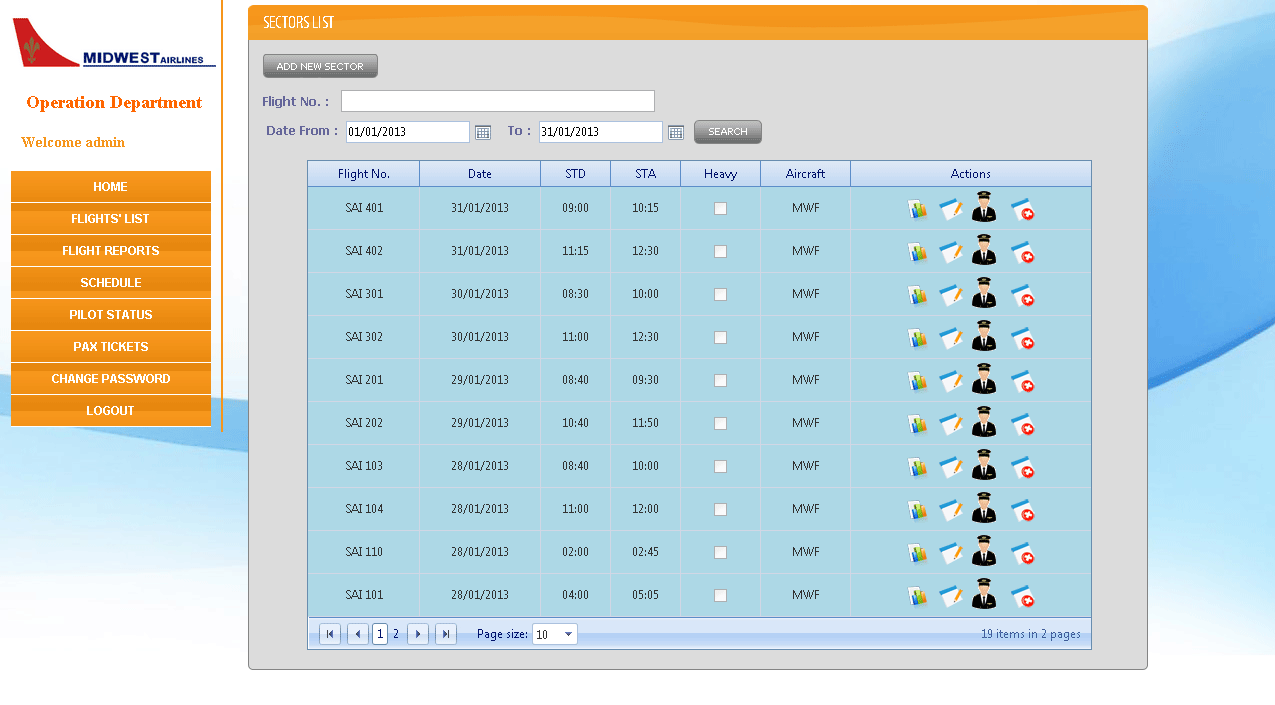 MIDWEST AIRLINES
Operation Department
Welcome admin
HOME
FLIGHTS' LIST
FLIGHT REPORTS
SCHEDULE
PILOT STATUS
PAX TICKETS
CHANGE PASSWORD
LOGOUT
SECTORS LIST
ADD NEW SECTOR
Flight No. :
Date From : 01/01/2013 To : 31/01/2013 SEARCH
Flight No. Date STD STA Heavy Aircraft Actions
SAI 401 31/01/2013 09:00 10:15 MWF
SAI 402 31/01/2013 11:15 12:30 MWF
SAI 301 30/01/2013 08:30 10:00 MWF
SAI 302 30/01/2013 11:00 12:30 MWF
SAI 201 29/01/2013 08:40 09:30 MWF
SAI 202 29/01/2013 10:40 11:50 MWF
SAI 103 28/01/2013 08:40 10:00 MWF
SAI 104 28/01/2013 11:00 12:00 MWF
SAI 110 28/01/2013 02:00 02:45 MWF
SAI 101 28/01/2013 04:00 05:05 MWF
1 2 Page size: 10 19 items in 2 pages